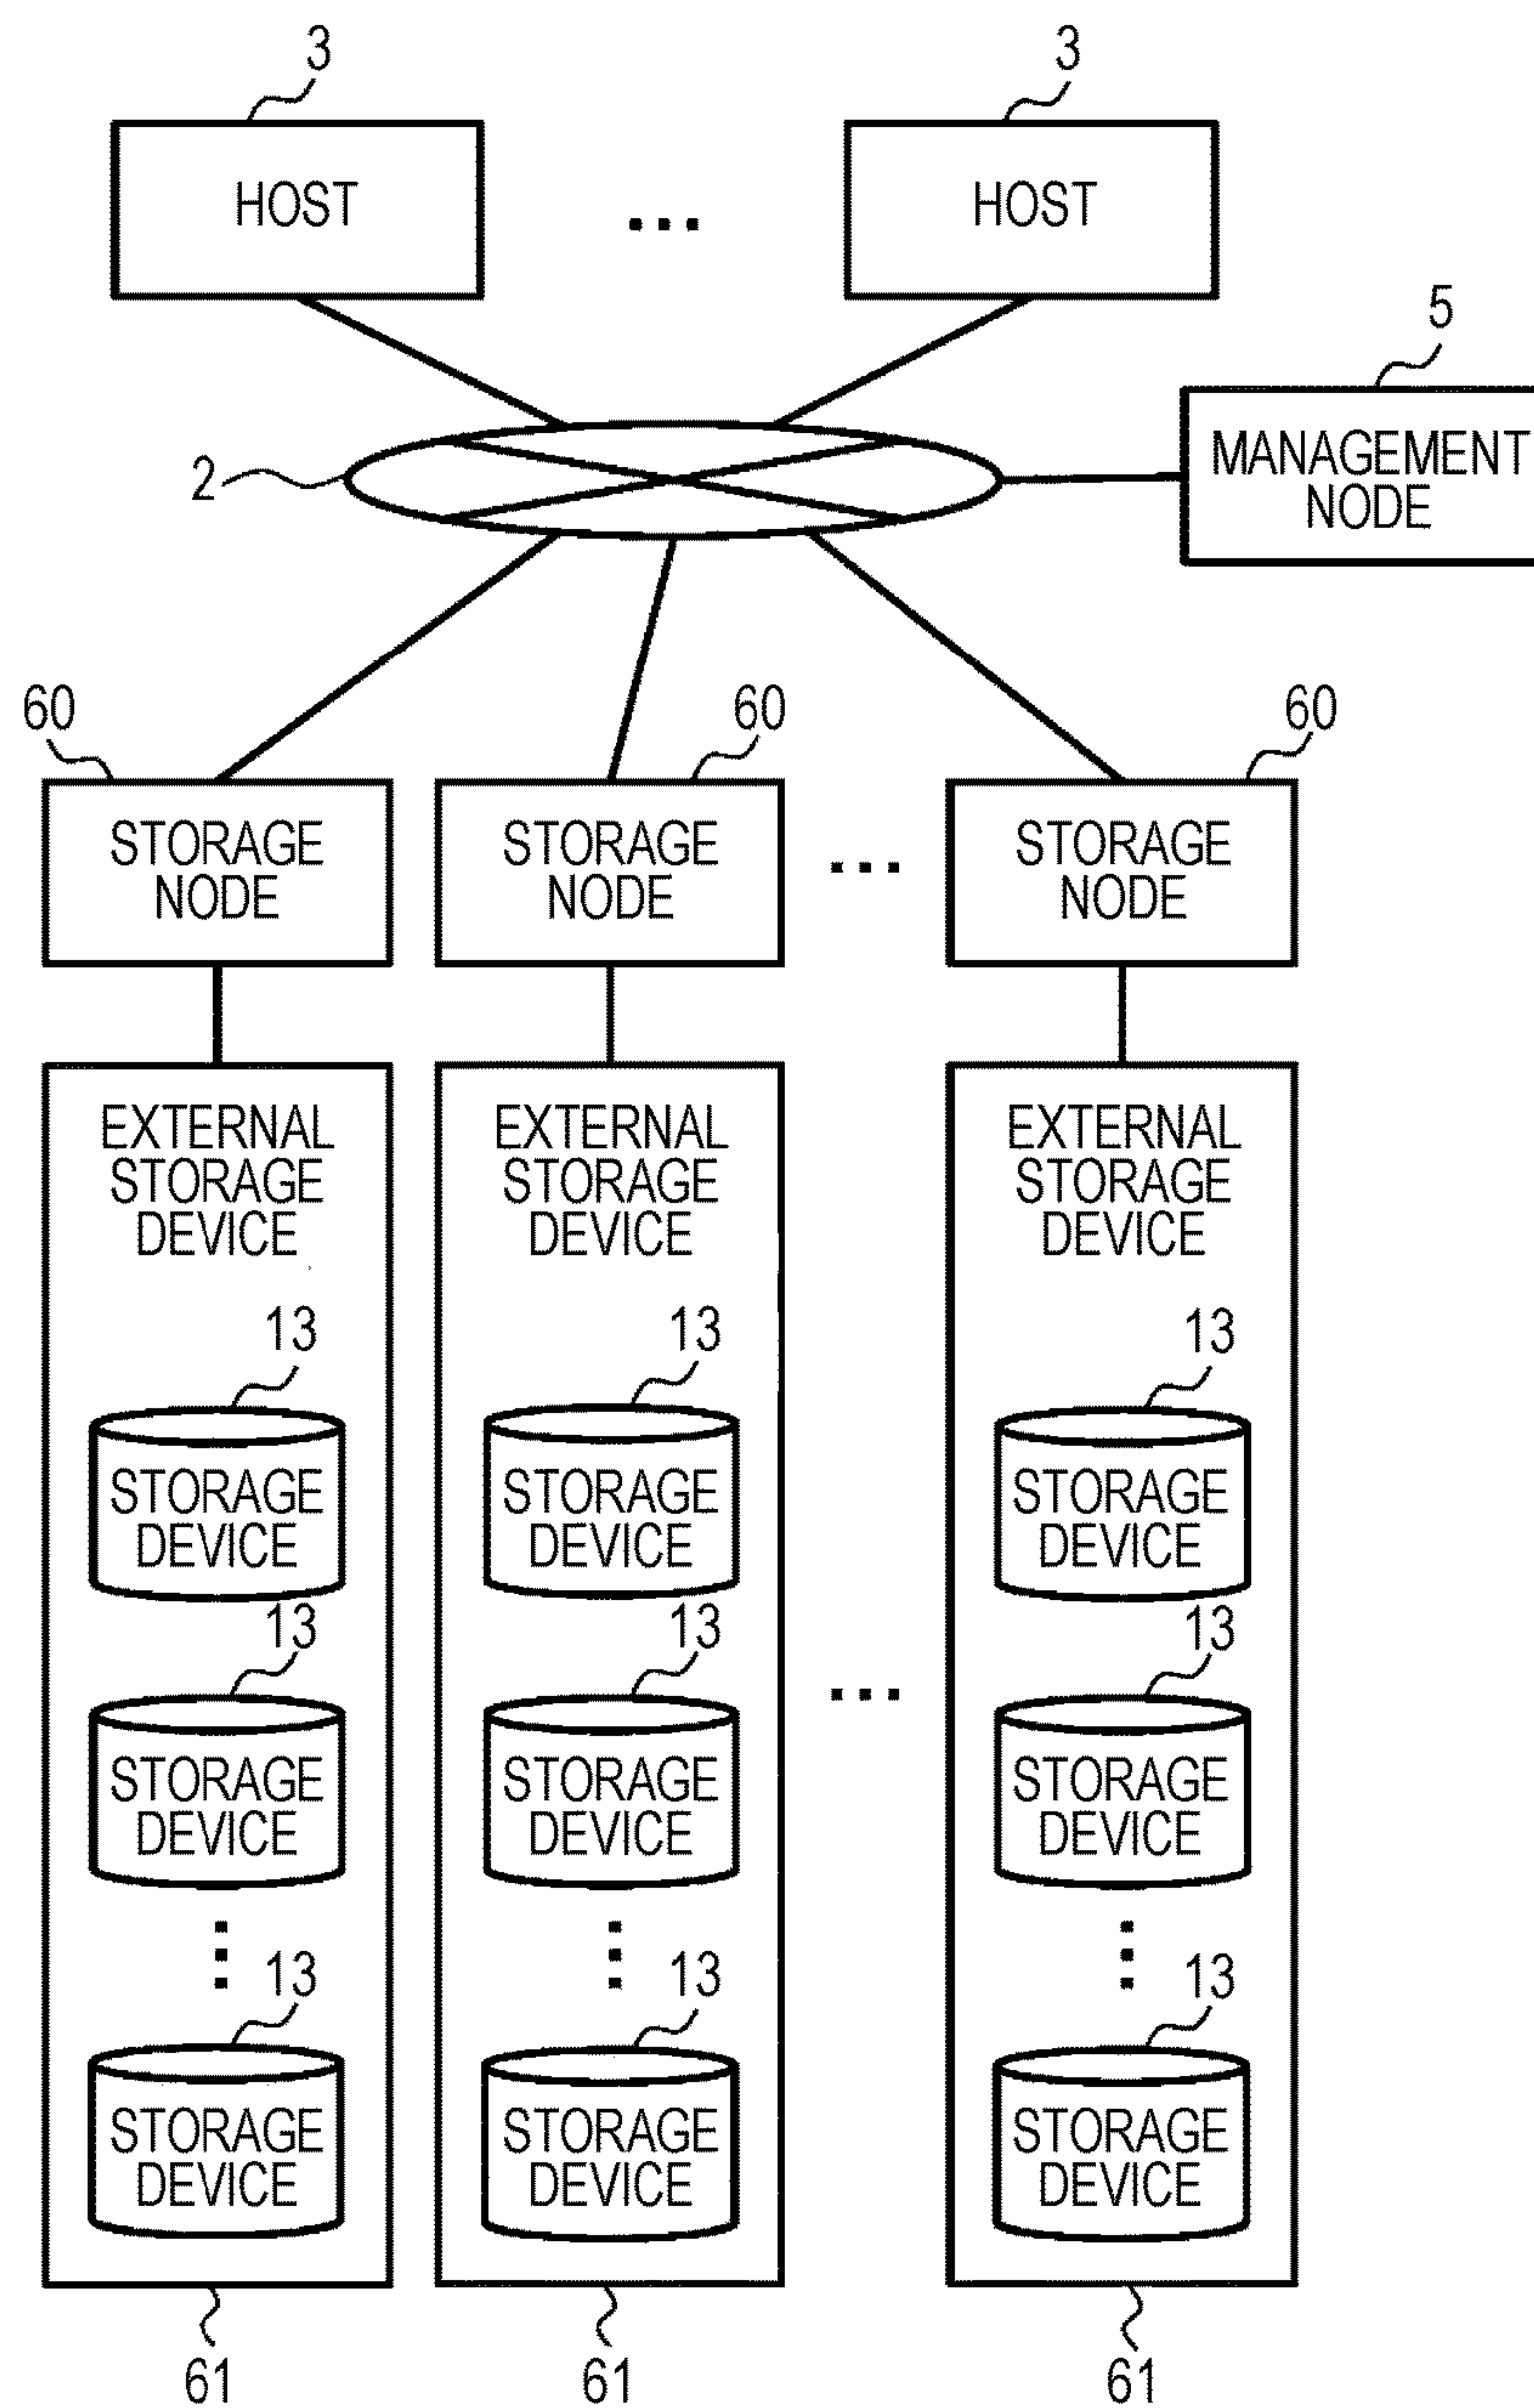 3 3
HOST ... HOST
5
2
MANAGEMENT
NODE
60 60 60
STORAGE STORAGE ... STORAGE
NODE NODE NODE
EXTERNAL EXTERNAL EXTERNAL
STORAGE STORAGE STORAGE
DEVICE DEVICE DEVICE
13 13 13
STORAGE STORAGE STORAGE
DEVICE DEVICE DEVICE
13 13 ... 13
STORAGE STORAGE STORAGE
DEVICE DEVICE DEVICE
13 13 13
STORAGE STORAGE STORAGE
DEVICE DEVICE DEVICE
61 61 61